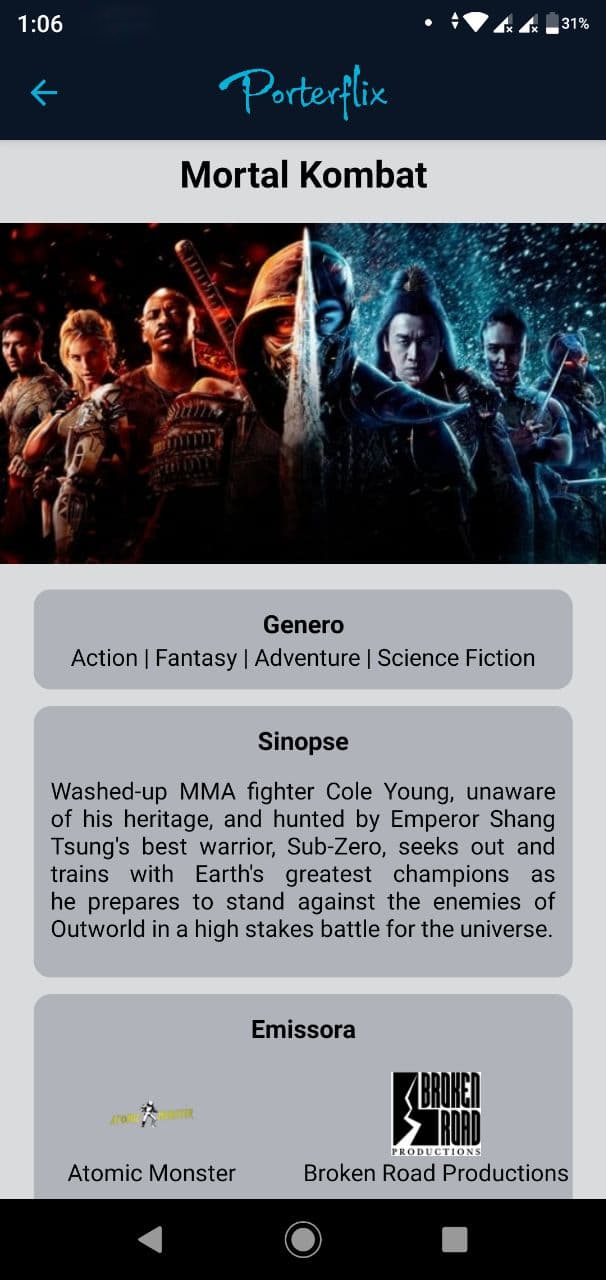 1:06
31%
Porterflix
Mortal Kombat
Genero
Action | Fantasy | Adventure | Science Fiction
Sinopse
Washed-up MMA fighter Cole Young, unaware
of his heritage, and hunted by Emperor Shang
Tsung's best warrior, Sub-Zero, seeks out and
trains with Earth's greatest champions as
he prepares to stand against the enemies of
Outworld in a high stakes battle for the universe.
Emissora
ATOMIC MONSTER
BROKEN
ROAD
PRODUCTIONS
Atomic Monster
Broken Road Productions